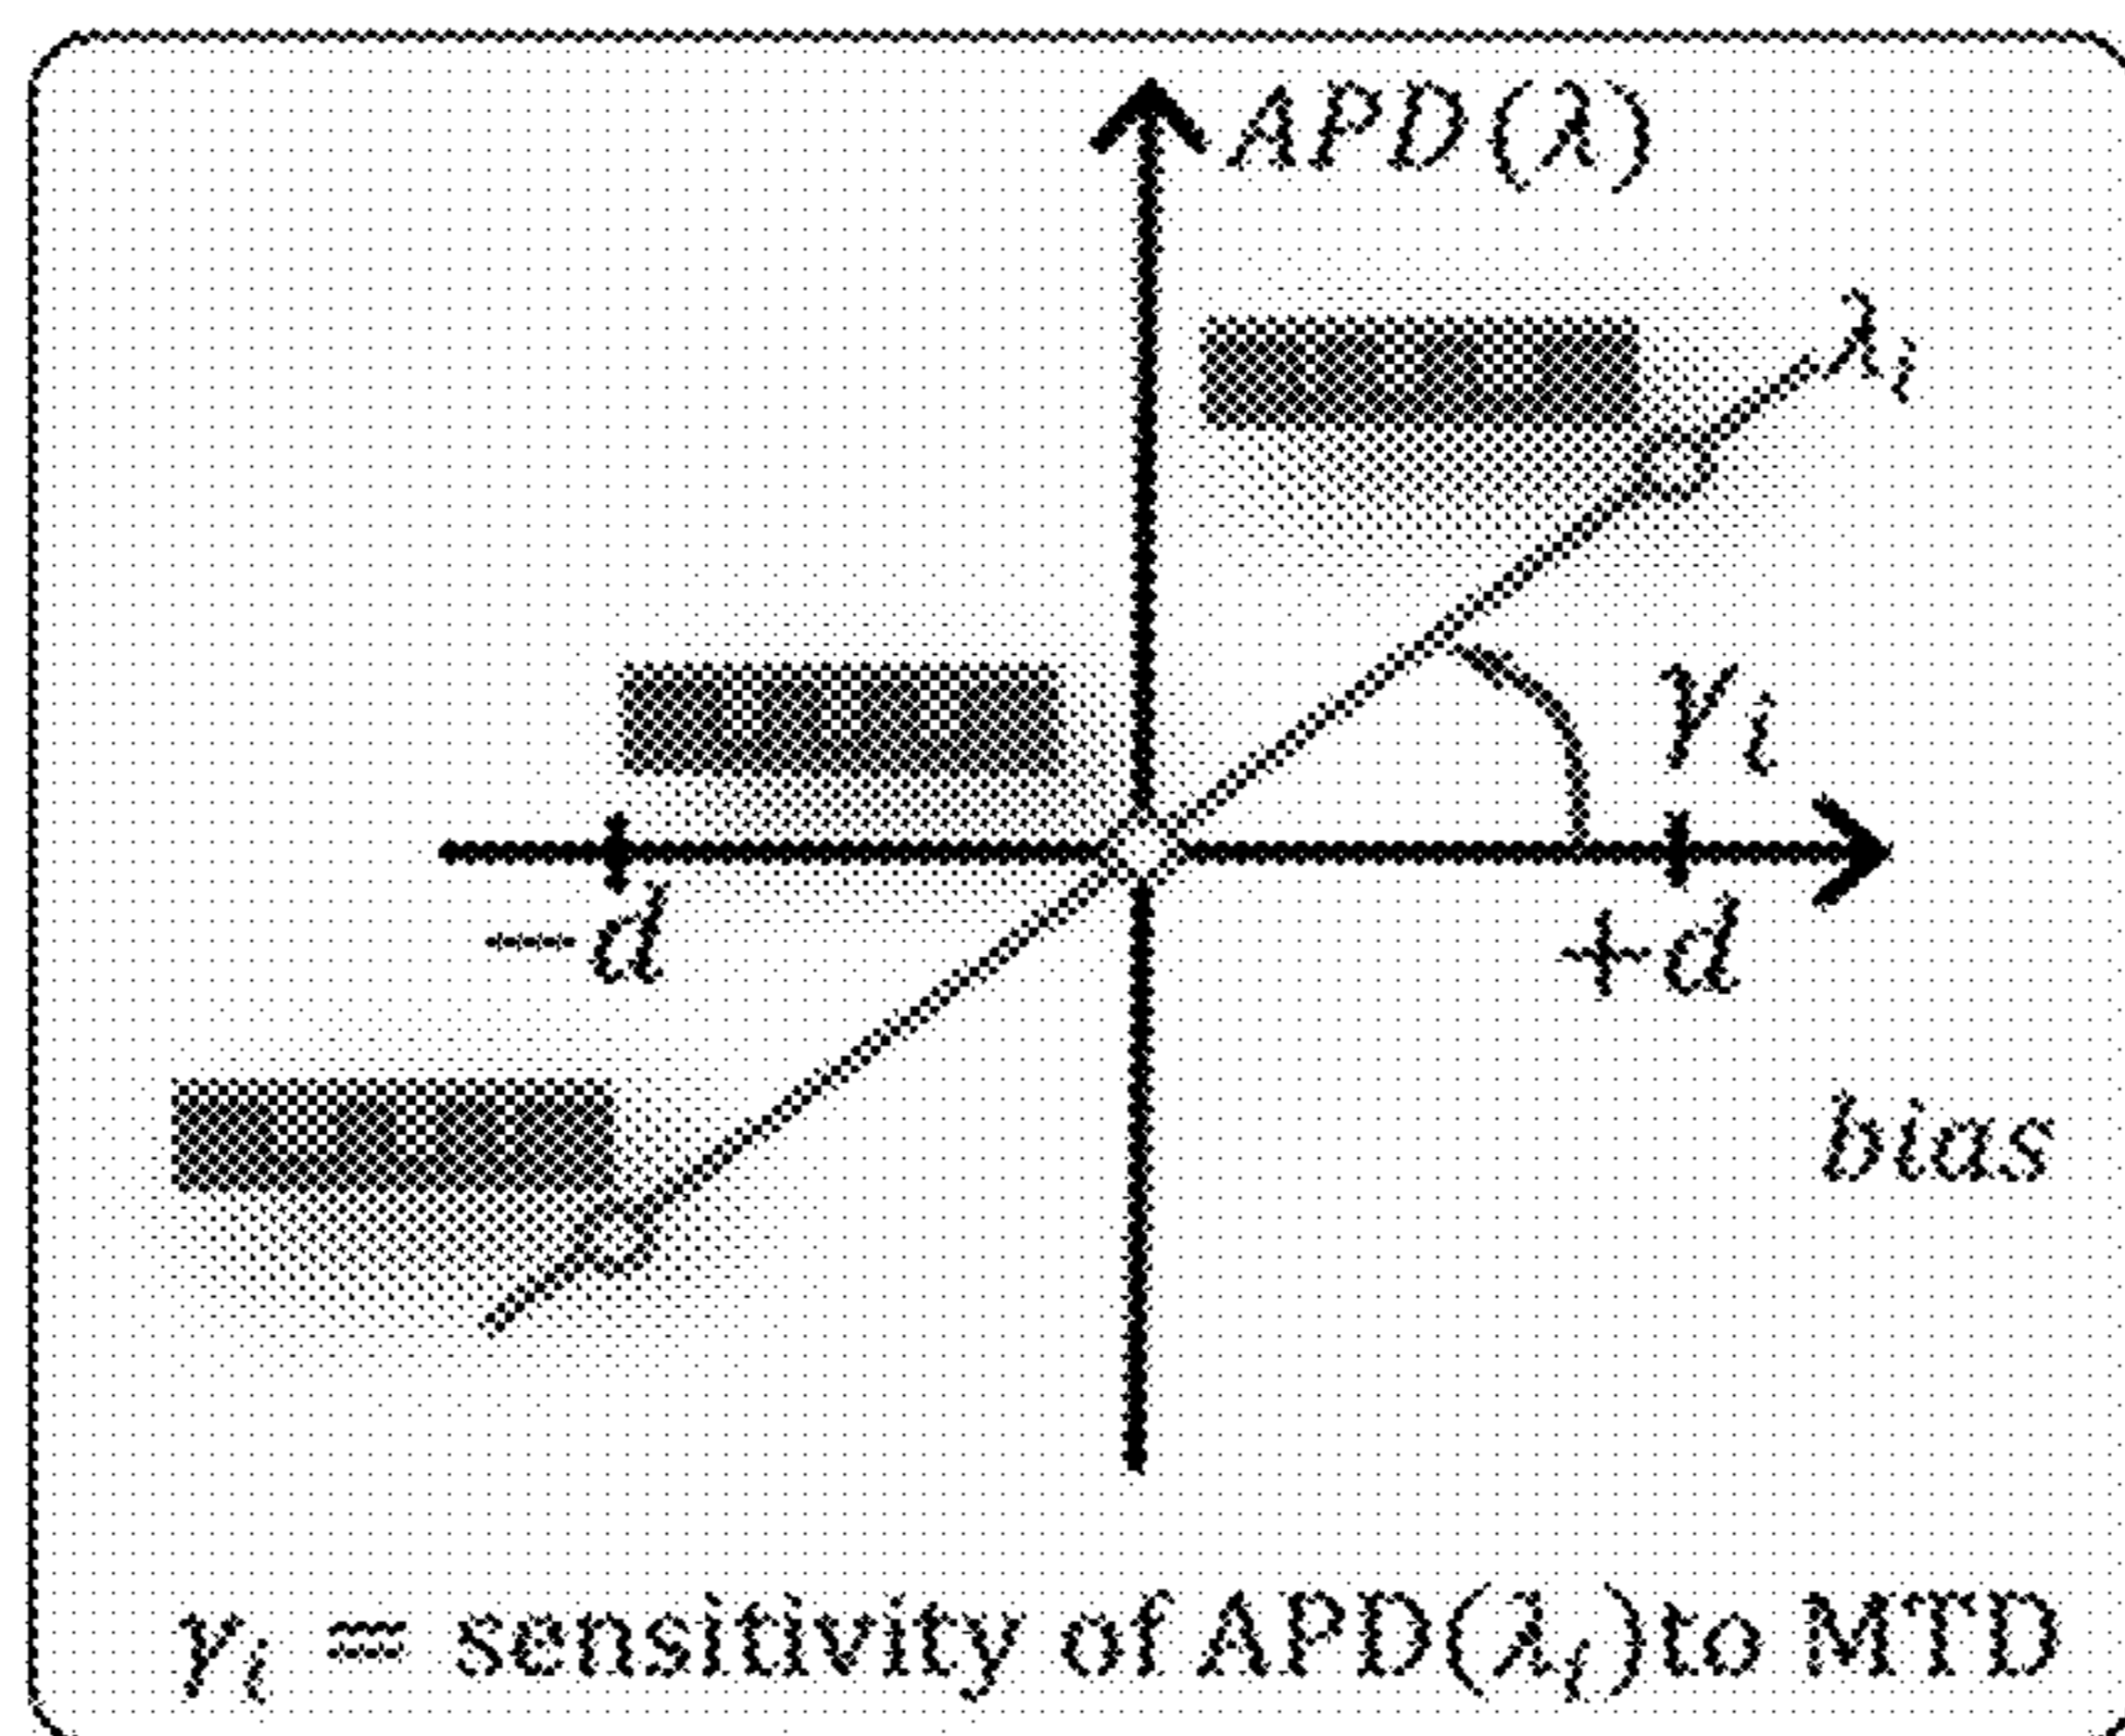 APD(λ)
λᵢ
γᵢ
−d
+d
bias
γᵢ = sensitivity of APD(λᵢ)to MTD